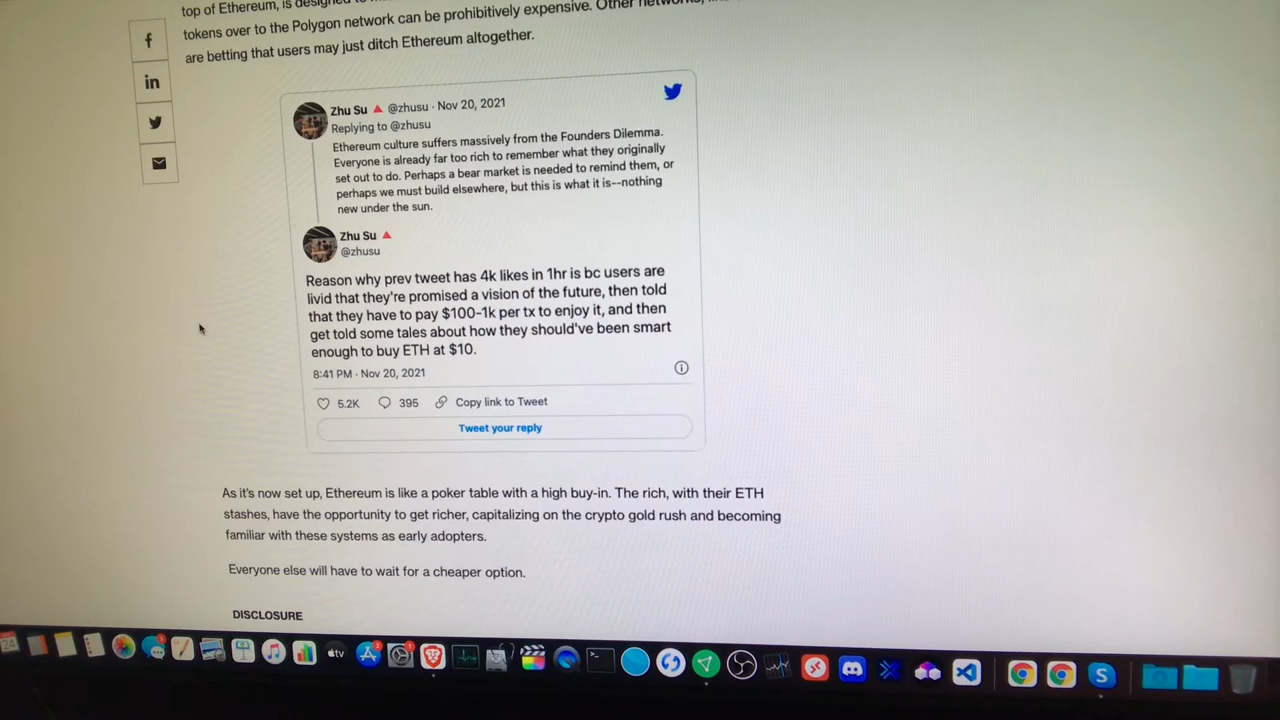 top of Ethereum, is designed to
tokens over to the Polygon network can be prohibitively expensive. Other networks,
are betting that users may just ditch Ethereum altogether.
f
in
Zhu Su @zhusu · Nov 20, 2021
Replying to @zhusu
Ethereum culture suffers massively from the Founders Dilemma.
Everyone is already far too rich to remember what they originally
set out to do. Perhaps a bear market is needed to remind them, or
perhaps we must build elsewhere, but this is what it is--nothing
new under the sun.
Zhu Su
@zhusu
Reason why prev tweet has 4k likes in 1hr is bc users are
livid that they're promised a vision of the future, then told
that they have to pay $100-1k per tx to enjoy it, and then
get told some tales about how they should've been smart
enough to buy ETH at $10.
8:41 PM · Nov 20, 2021
5.2K 395 Copy link to Tweet
Tweet your reply
As it's now set up, Ethereum is like a poker table with a high buy-in. The rich, with their ETH
stashes, have the opportunity to get richer, capitalizing on the crypto gold rush and becoming
familiar with these systems as early adopters.
Everyone else will have to wait for a cheaper option.
DISCLOSURE
24
tv
S